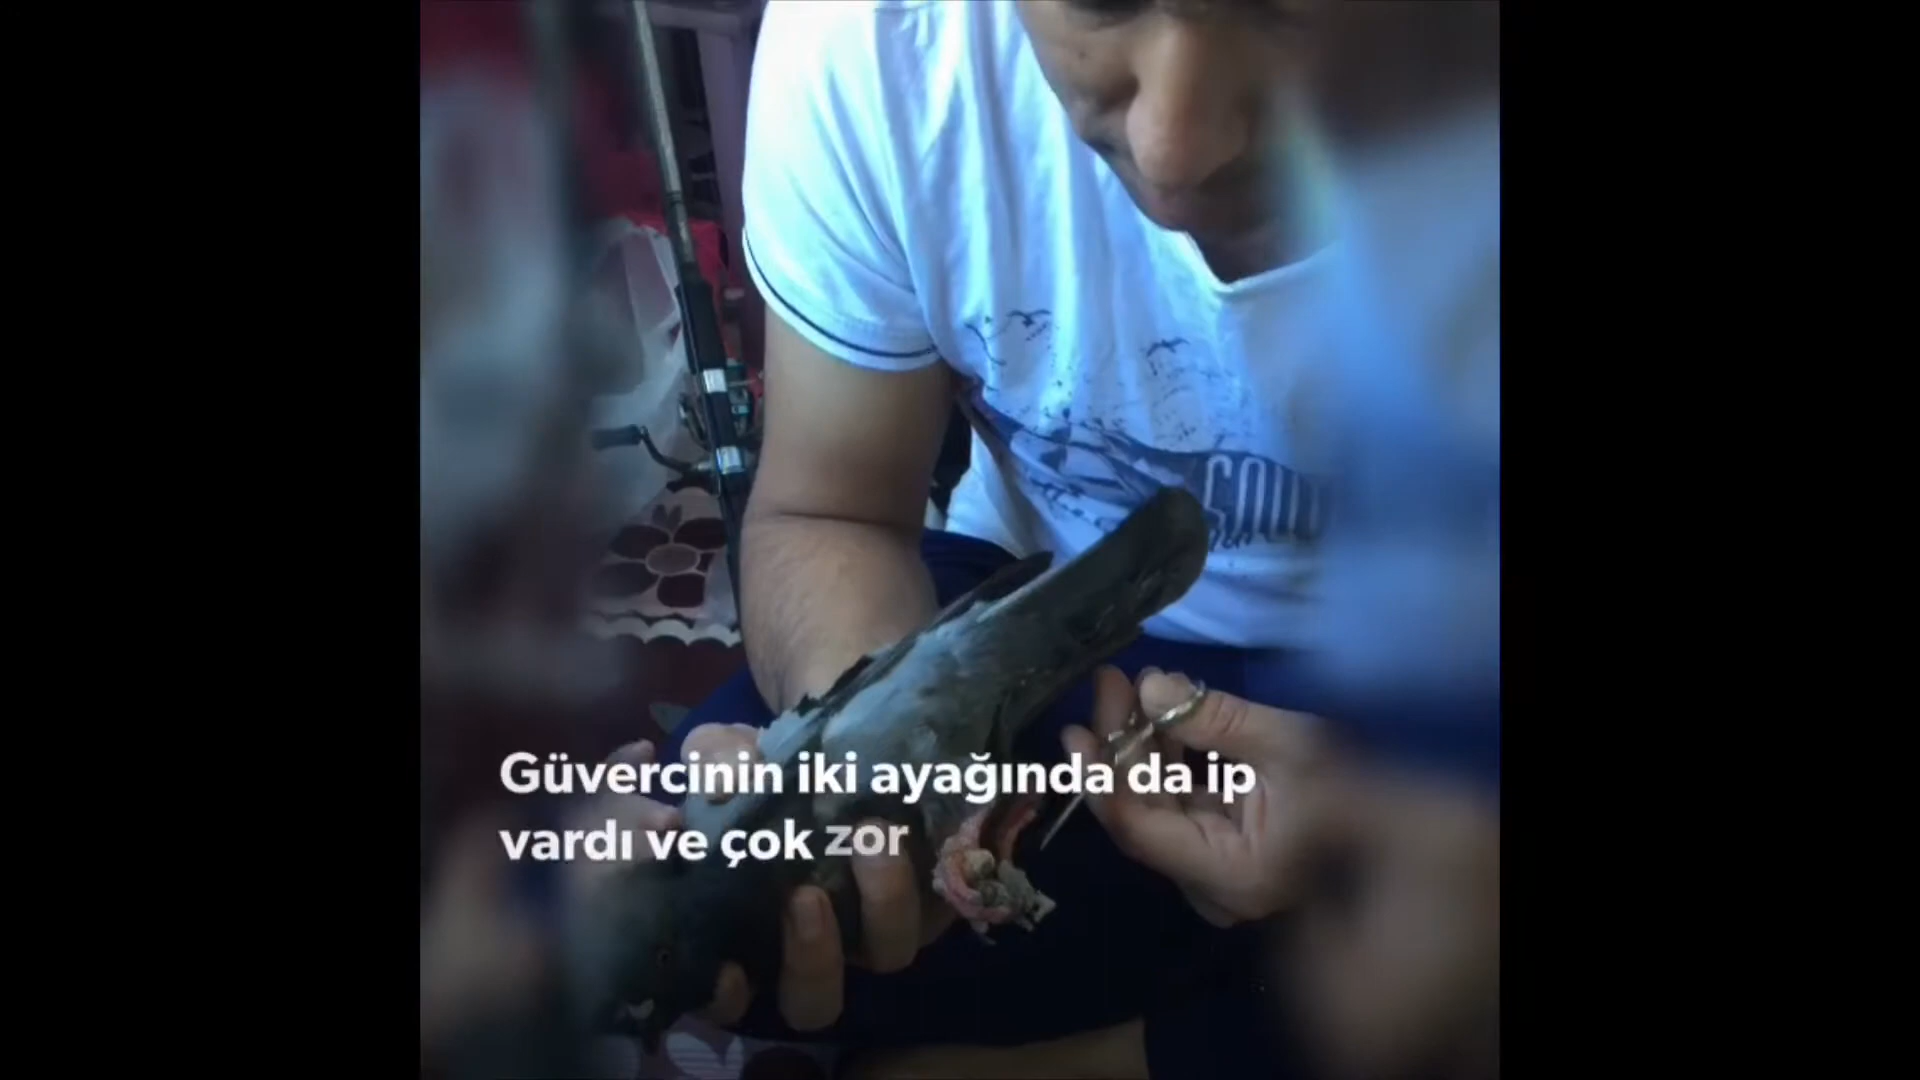 Güvercinin iki ayağında da ip
vardı ve çok zor